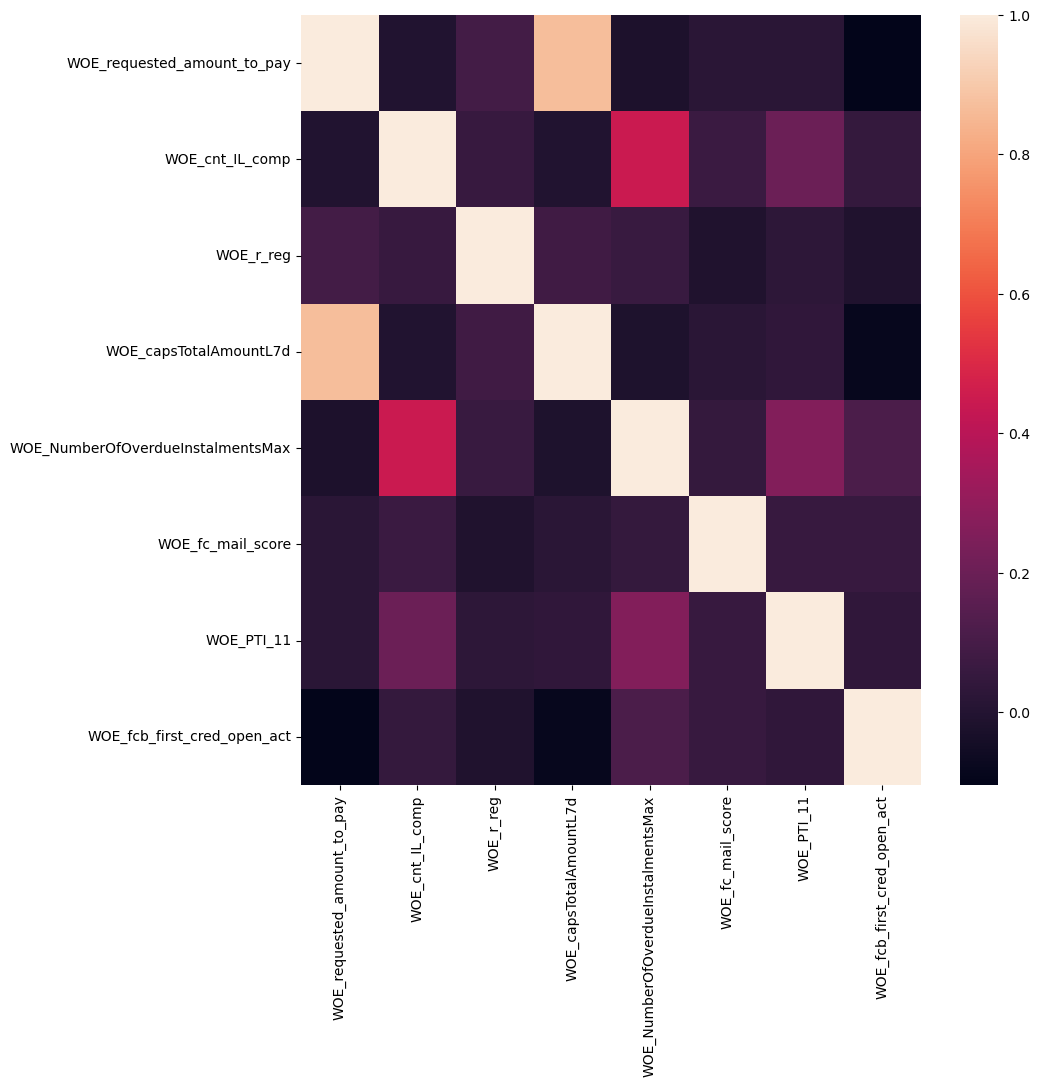 WOE_requested_amount_to_pay
WOE_cnt_IL_comp
WOE_r_reg
WOE_capsTotalAmountL7d
WOE_NumberOfOverdueInstalmentsMax
WOE_fc_mail_score
WOE_PTI_11
WOE_fcb_first_cred_open_act
WOE_requested_amount_to_pay
WOE_cnt_IL_comp
WOE_r_reg
WOE_capsTotalAmountL7d
WOE_NumberOfOverdueInstalmentsMax
WOE_fc_mail_score
WOE_PTI_11
WOE_fcb_first_cred_open_act
1.0
0.8
0.6
0.4
0.2
0.0